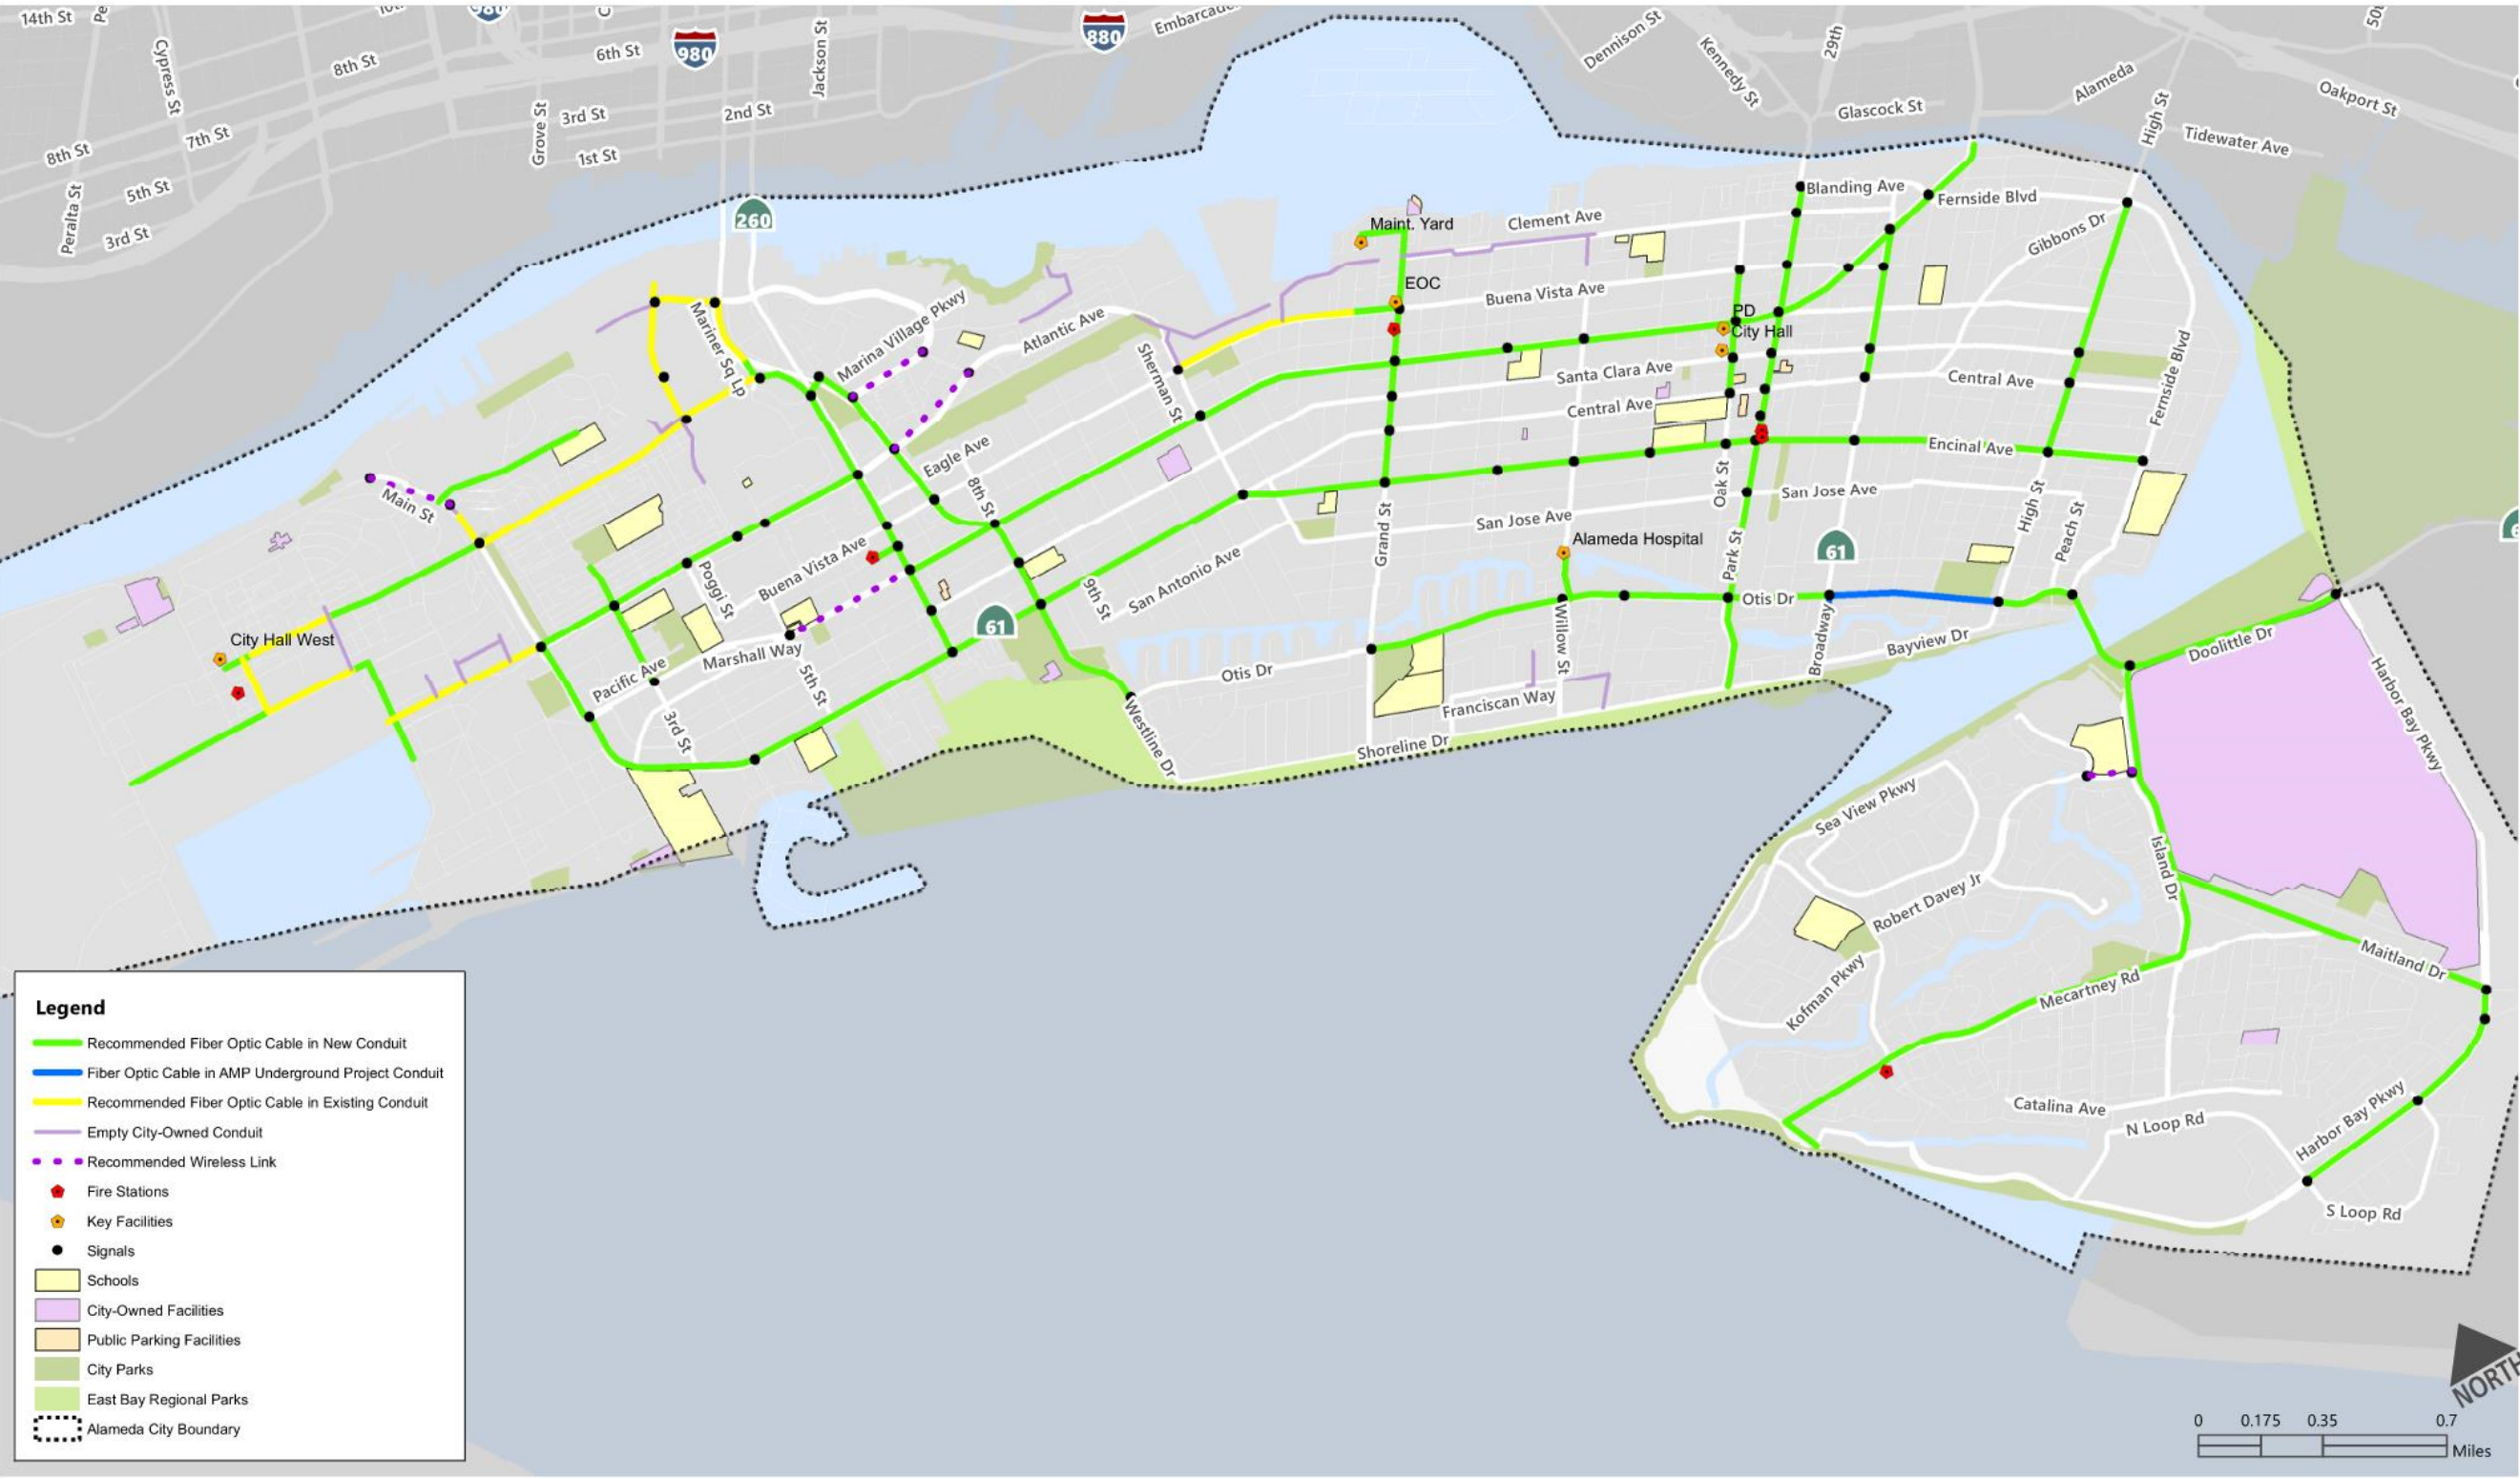 14th St
Cypress St
8th St
6th St
980
Jackson St
880
Dennison St
Kennedy St
29th
Glascock St
Alameda
High St
Oakport St
Tidewater Ave
8th St
7th St
Grove St
3rd St
2nd St
1st St
5th St
Peralta St
3rd St
260
Maint. Yard
Clement Ave
Blanding Ave
Fernside Blvd
Gibbons Dr
EOC
Buena Vista Ave
PD
City Hall
Mariner Sq Lp
Marina Village Pkwy
Atlantic Ave
Sherman St
Santa Clara Ave
Central Ave
Central Ave
Fernside Blvd
Eagle Ave
8th St
Encinal Ave
Main St
Oak St
San Jose Ave
San Jose Ave
High St
Peach St
Grand St
Alameda Hospital
Park St
61
Buena Vista Ave
Poggi St
9th St
San Antonio Ave
61
Otis Dr
City Hall West
Marshall Way
Pacific Ave
5th St
3rd St
Otis Dr
Willow St
Broadway
Bayview Dr
Doolittle Dr
Harbor Bay Pkwy
Westline Dr
Franciscan Way
Shoreline Dr
Sea View Pkwy
Island Dr
Robert Davey Jr
Kofman Pkwy
Mecartney Rd
Maitland Dr
Catalina Ave
N Loop Rd
Harbor Bay Pkwy
S Loop Rd
Legend
Recommended Fiber Optic Cable in New Conduit
Fiber Optic Cable in AMP Underground Project Conduit
Recommended Fiber Optic Cable in Existing Conduit
Empty City-Owned Conduit
Recommended Wireless Link
Fire Stations
Key Facilities
Signals
Schools
City-Owned Facilities
Public Parking Facilities
City Parks
East Bay Regional Parks
Alameda City Boundary
NORTH
0 0.175 0.35 0.7
Miles